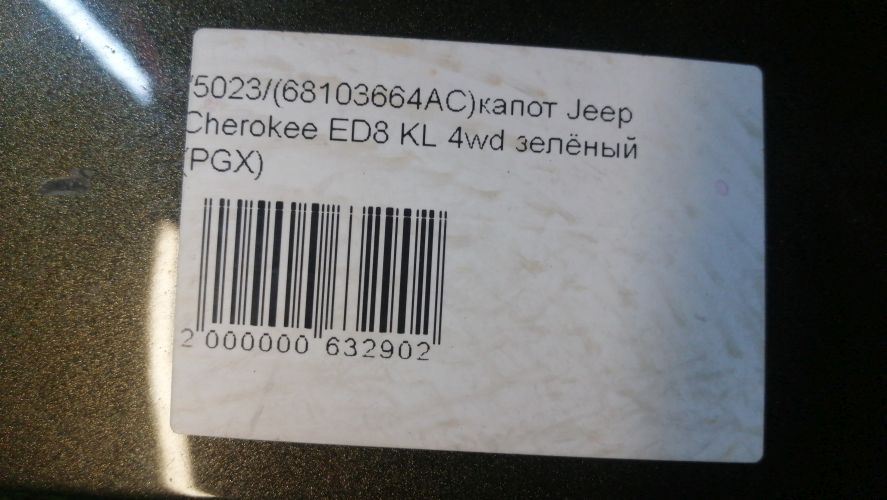 5023/(68103664AC)капот Jeep
Cherokee ED8 KL 4wd зелёный
(PGX)
2 000000 632902